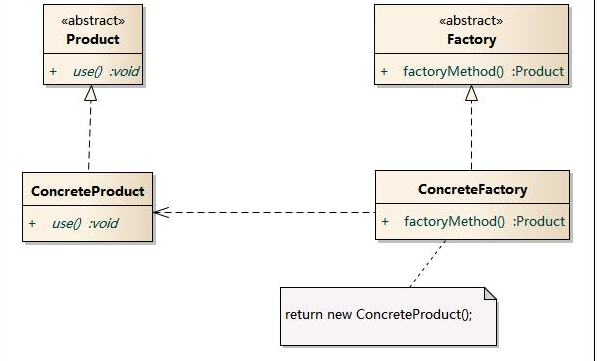 «abstract»
Product
+ use() :void
«abstract»
Factory
+ factoryMethod() :Product
ConcreteProduct
+ use() :void
ConcreteFactory
+ factoryMethod() :Product
return new ConcreteProduct();